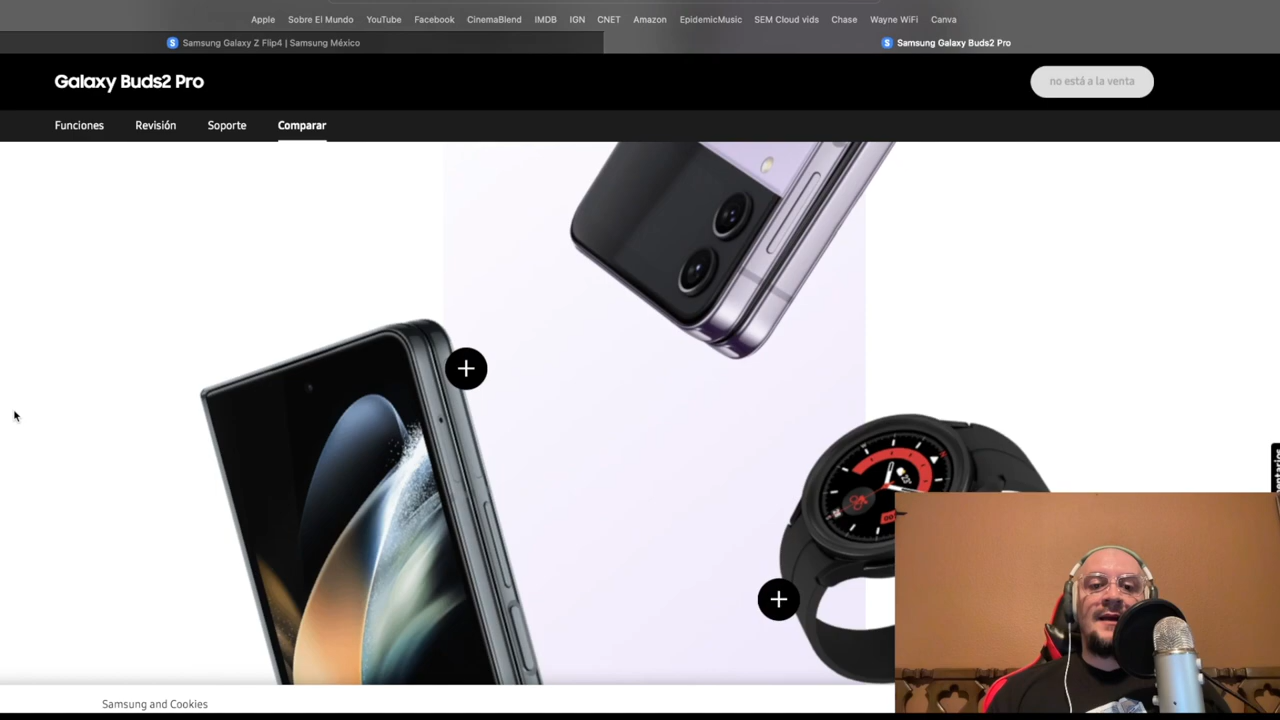 Apple Sobre El Mundo YouTube Facebook CinemaBlend IMDB IGN CNET Amazon EpidemicMusic SEM Cloud vids Chase Wayne WiFi Canva
Samsung Galaxy Z Flip4 | Samsung México
Samsung Galaxy Buds2 Pro
Galaxy Buds2 Pro
no está a la venta
Funciones Revisión Soporte Comparar
Samsung and Cookies